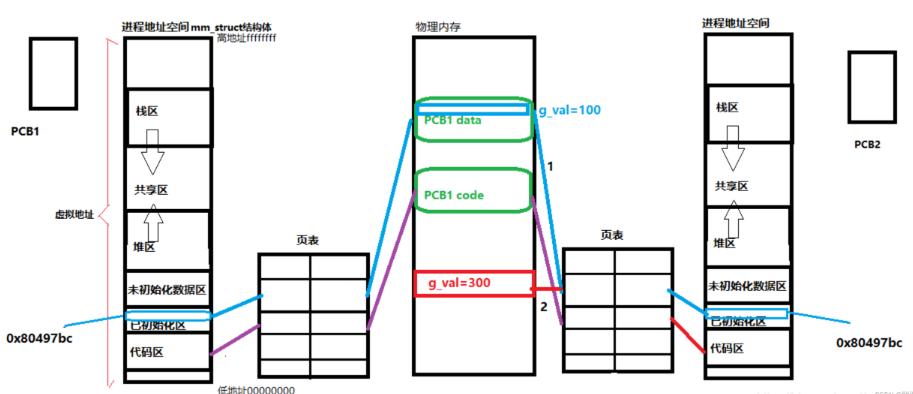 进程地址空间 mm_struct结构体
高地址ffffffff
物理内存
进程地址空间
PCB1
栈区
共享区
堆区
未初始化数据区
已初始化区
代码区
低地址00000000
虚拟地址
0x80497bc
页表
PCB1 data
g_val=100
PCB1 code
g_val=300
1
2
页表
栈区
共享区
堆区
未初始化数据区
已初始化区
代码区
PCB2
0x80497bc